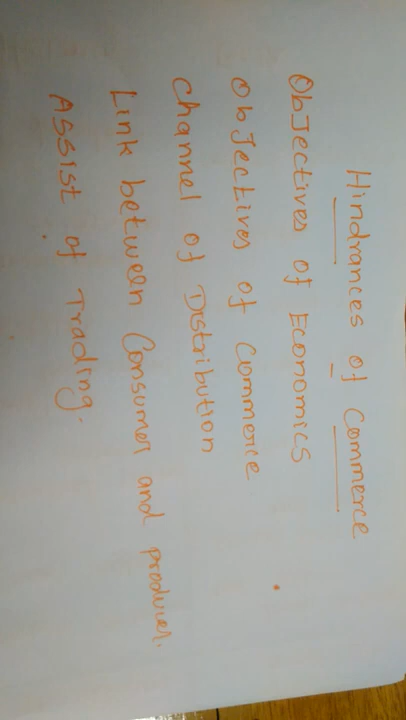 Hindrances of Commerce
Objectives of Economics
Objectives of Commerce
Channel of Distribution
Link between Consumer and producer.
Assist of Trading.